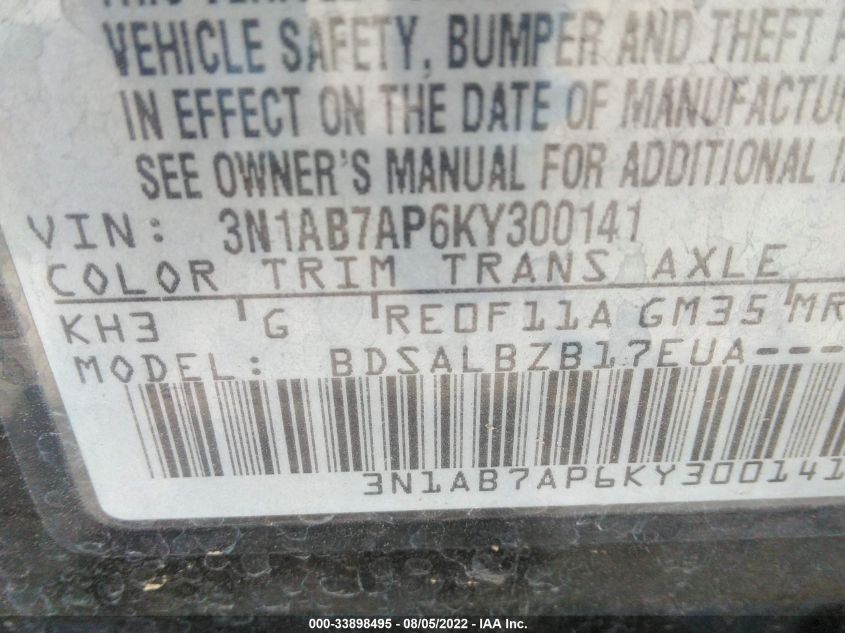 VEHICLE SAFETY, BUMPER AND THEFT
IN EFFECT ON THE DATE OF MANUFACTU
SEE OWNER'S MANUAL FOR ADDITIONAL
VIN: 3N1AB7AP6KY300141
COLOR TRIM TRANS AXLE
KH3 G RE0F11A GM35 MR
MODEL: BDSALBZB17EUA----
3N1AB7AP6KY300141
000-33898495 - 08/05/2022 - IAA Inc.